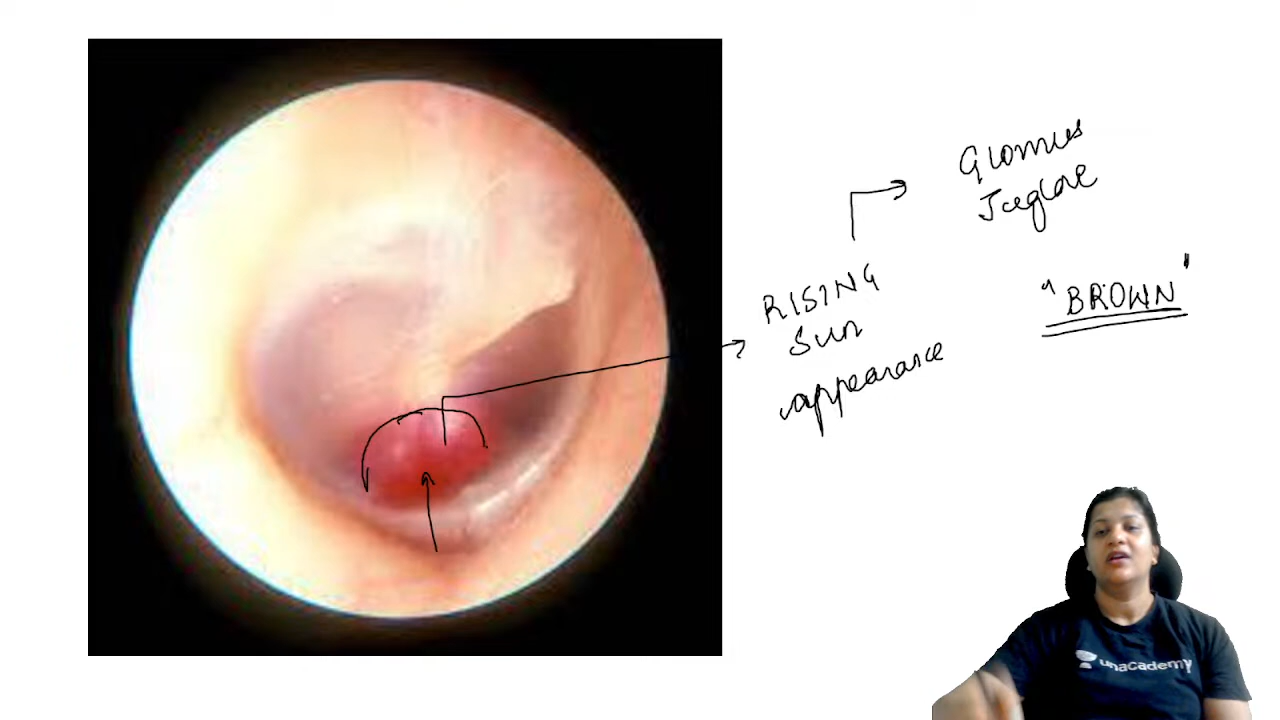 Glomus
Jugulare
RISING
Sun
appearance
"BROWN"
unacademy